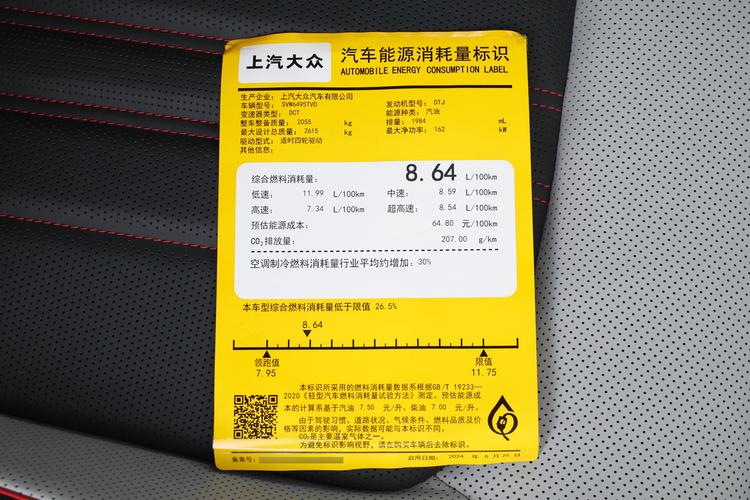 上汽大众
汽车能源消耗量标识
AUTOMOBILE ENERGY CONSUMPTION LABEL
生产企业: 上汽大众汽车有限公司
车辆型号: SVW6495TVD 发动机型号: DTJ
变速器类型: DCT 能源种类: 汽油
整车整备质量: 2055 kg 排量: 1984 mL
最大设计总质量: 2615 kg 最大净功率: 162 kW
驱动型式: 适时四轮驱动
其他信息:
综合燃料消耗量: 8.64 L/100km
低速: 11.99 L/100km 中速: 8.59 L/100km
高速: 7.34 L/100km 超高速: 8.54 L/100km
预估能源成本: 64.80 元/100km
CO2排放量: 207.00 g/km
空调制冷燃料消耗量行业平均约增加: 30%
本车型综合燃料消耗量低于限值 26.5%
8.64
领跑值 限值
7.95 11.75
本标识所采用的燃料消耗量数据系根据GB/T 19233—
2020《轻型汽车燃料消耗量试验方法》测定。预估能源成
本的计算系基于汽油 7.50 元/升、柴油 7.00 元/升。
由于驾驶习惯、道路状况、气候条件、燃料品质及价
格等因素的影响，实际数据可能与本标识不同。
CO2是主要温室气体之一。
为避免标识影响视野，请在购买车辆后去除标识。
备案号:
启用日期: 2024 年 6 月 26 日